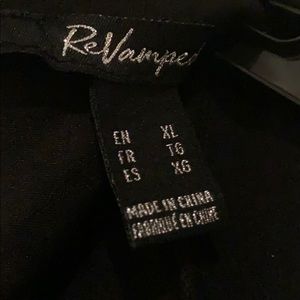 ReVamped
EN XL
FR TG
ES XG
MADE IN CHINA
FABRIQUÉ EN CHINE